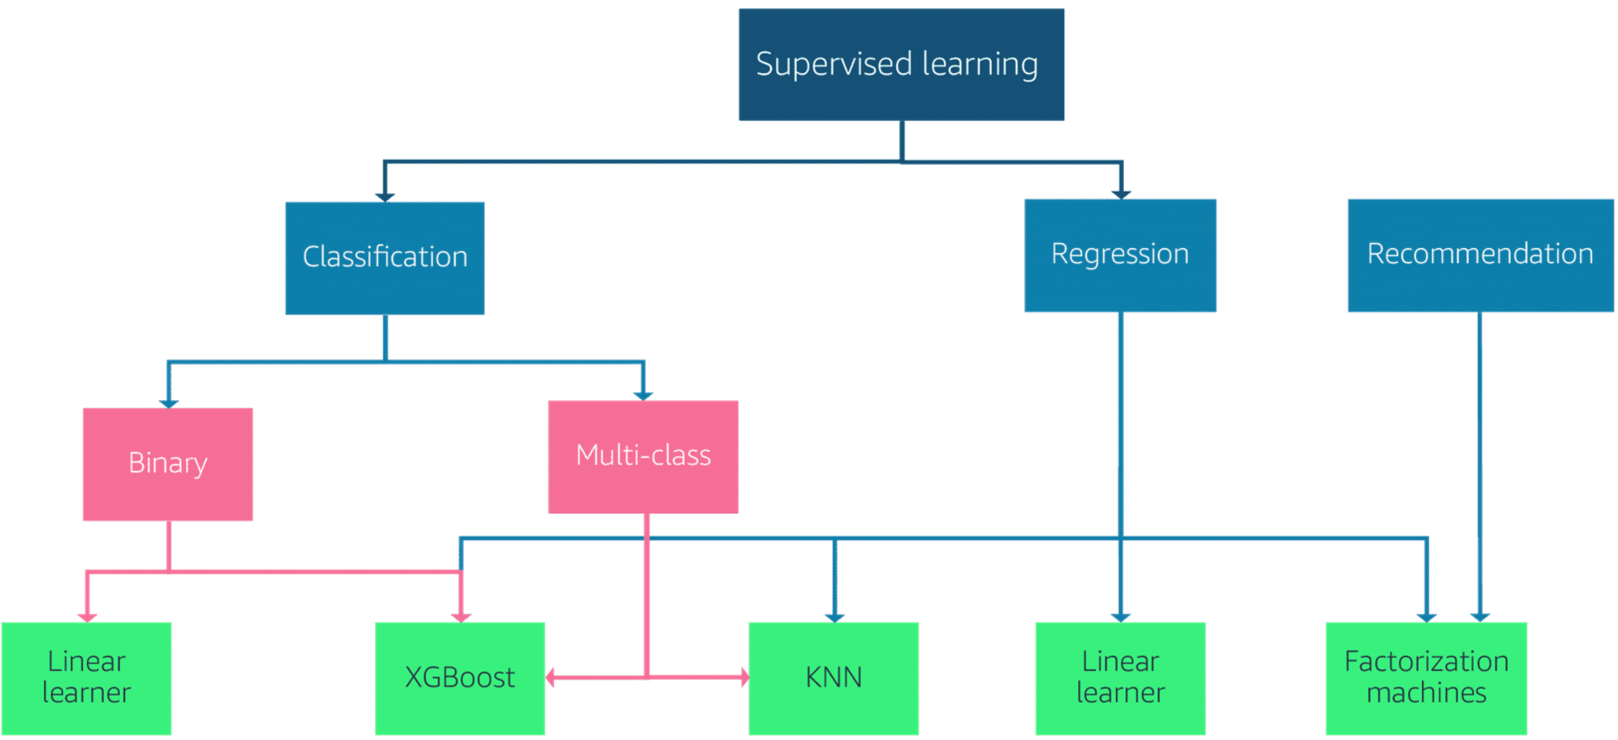 Supervised learning
Classification
Regression
Recommendation
Binary
Multi-class
Linear
learner
XGBoost
KNN
Linear
learner
Factorization
machines